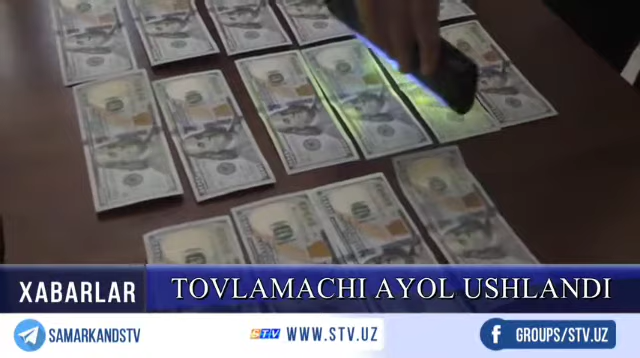 XABARLAR
TOVLAMACHI AYOL USHLANDI
SAMARKANDSTV
STV WWW.STV.UZ
f GROUPS/STV.UZ